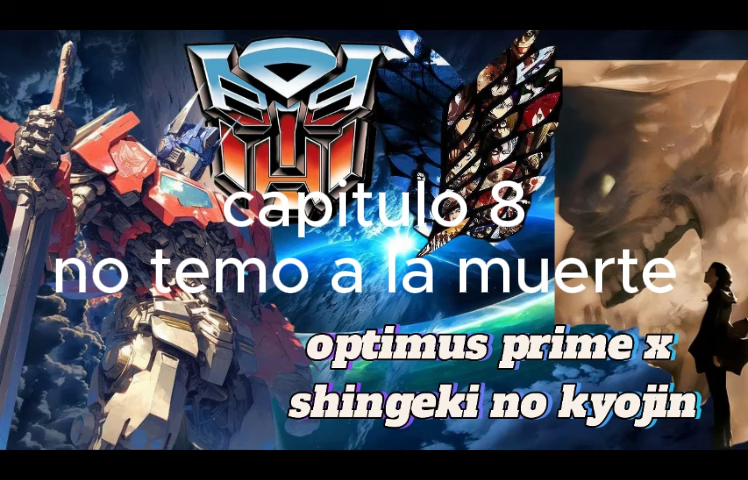 capitulo 8
no temo a la muerte
optimus prime x
shingeki no kyojin